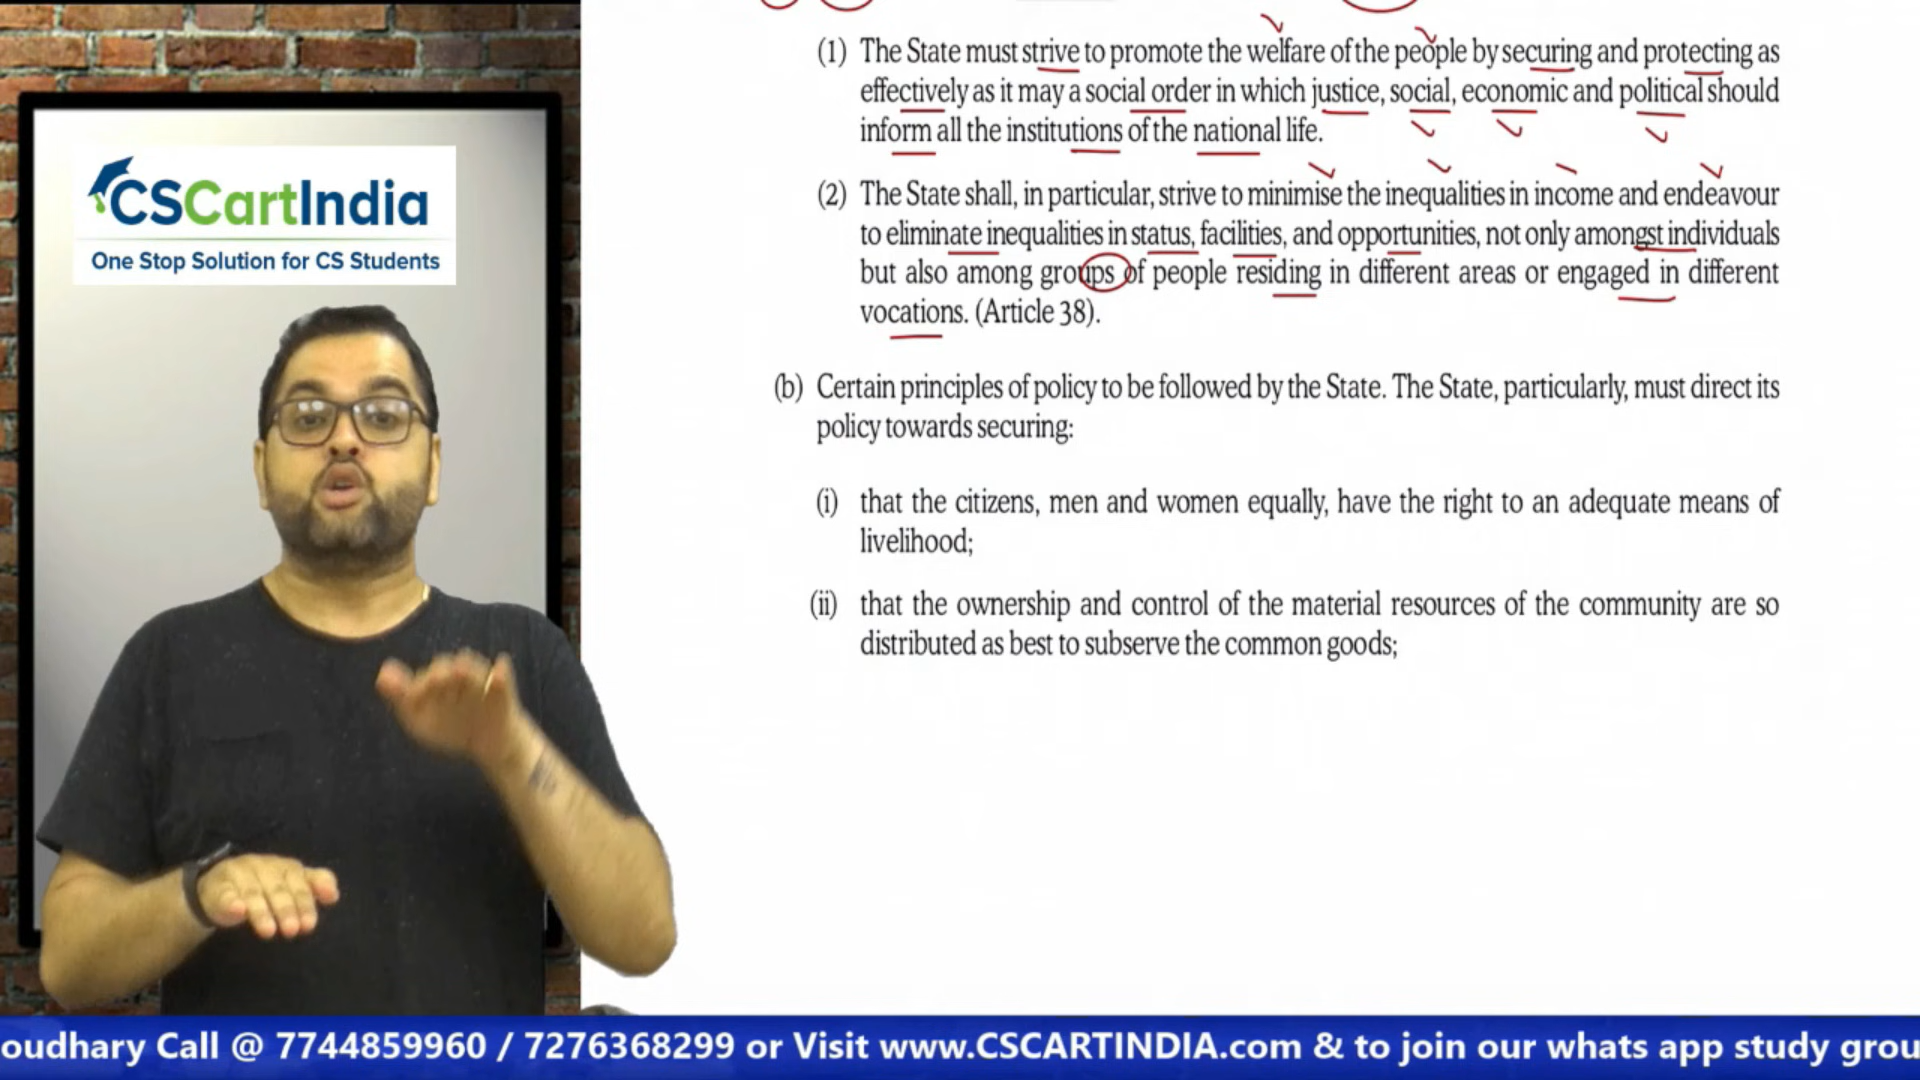 CSCartIndia
One Stop Solution for CS Students
(1) The State must strive to promote the welfare of the people by securing and protecting as
effectively as it may a social order in which justice, social, economic and political should
inform all the institutions of the national life.
(2) The State shall, in particular, strive to minimise the inequalities in income and endeavour
to eliminate inequalities in status, facilities, and opportunities, not only amongst individuals
but also among groups of people residing in different areas or engaged in different
vocations. (Article 38).
(b) Certain principles of policy to be followed by the State. The State, particularly, must direct its
policy towards securing:
(i) that the citizens, men and women equally, have the right to an adequate means of
livelihood;
(ii) that the ownership and control of the material resources of the community are so
distributed as best to subserve the common goods;
oudhary Call @ 7744859960 / 7276368299 or Visit www.CSCARTINDIA.com & to join our whats app study grou